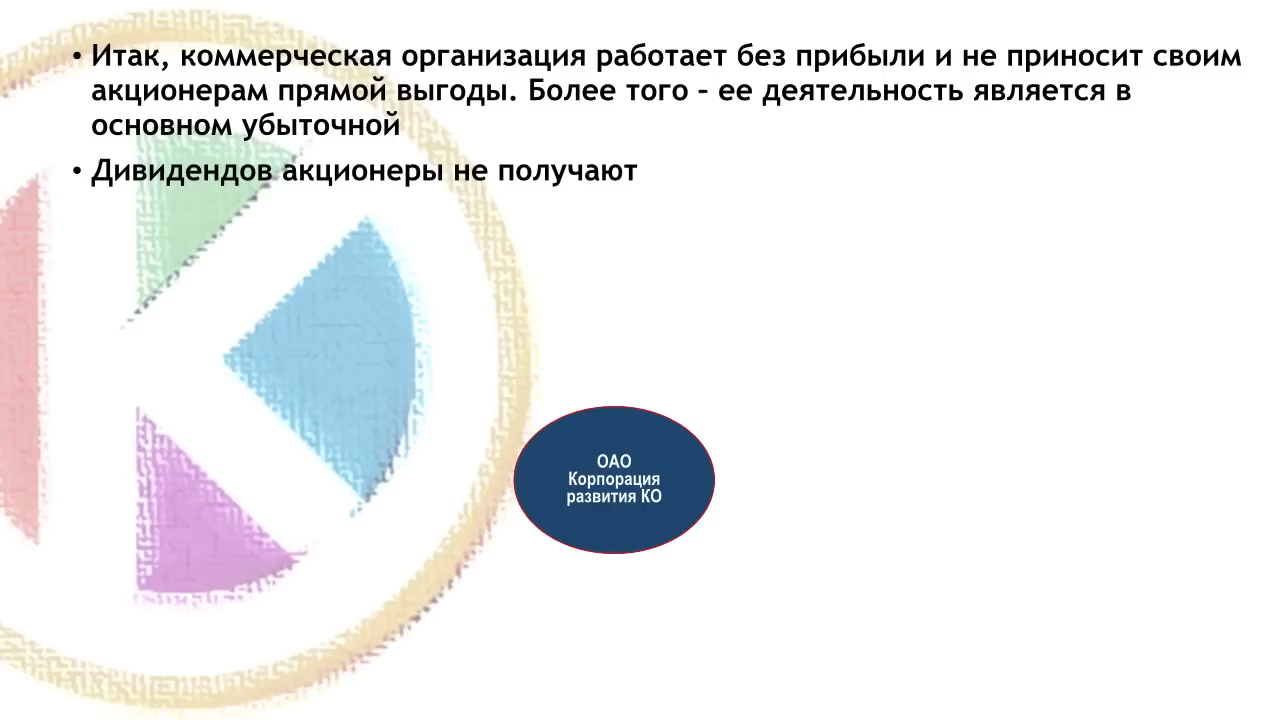 • Итак, коммерческая организация работает без прибыли и не приносит своим
акционерам прямой выгоды. Более того – ее деятельность является в
основном убыточной
• Дивидендов акционеры не получают
ОАО
Корпорация
развития КО